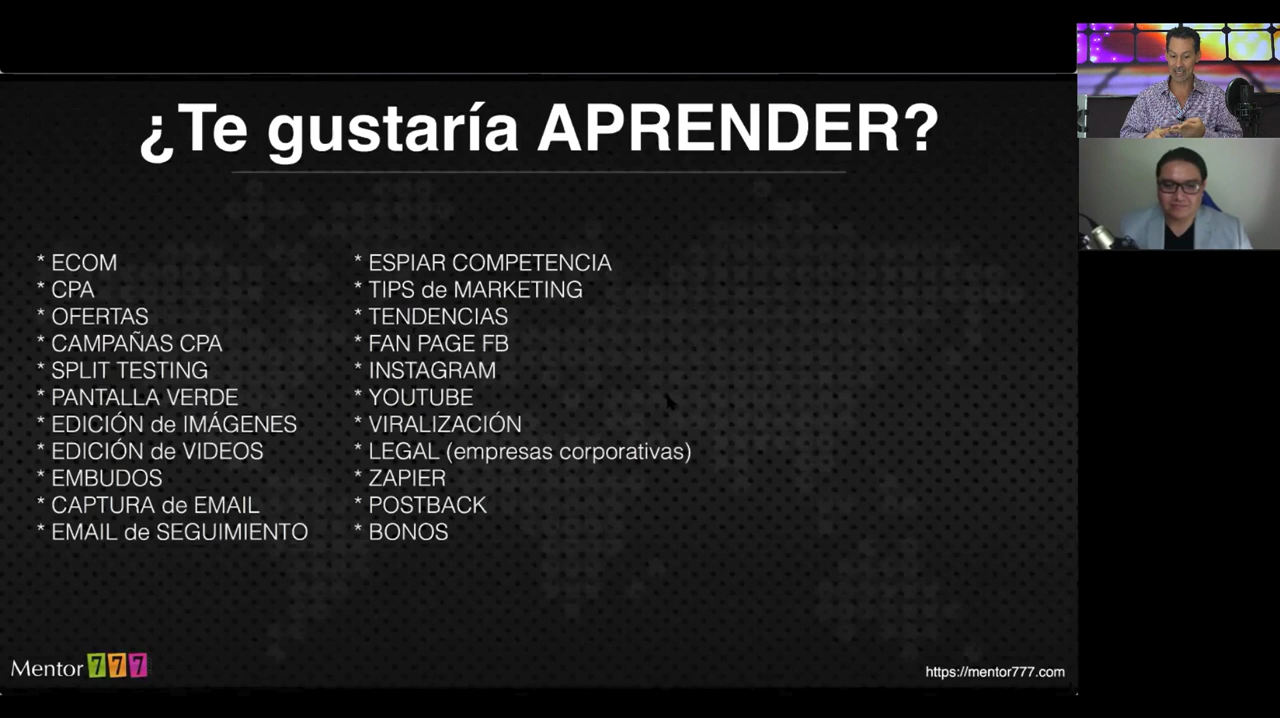 ¿Te gustaría APRENDER?
* ECOM
* CPA
* OFERTAS
* CAMPAÑAS CPA
* SPLIT TESTING
* PANTALLA VERDE
* EDICIÓN de IMÁGENES
* EDICIÓN de VIDEOS
* EMBUDOS
* CAPTURA de EMAIL
* EMAIL de SEGUIMIENTO
* ESPIAR COMPETENCIA
* TIPS de MARKETING
* TENDENCIAS
* FAN PAGE FB
* INSTAGRAM
* YOUTUBE
* VIRALIZACIÓN
* LEGAL (empresas corporativas)
* ZAPIER
* POSTBACK
* BONOS
Mentor 777
https://mentor777.com